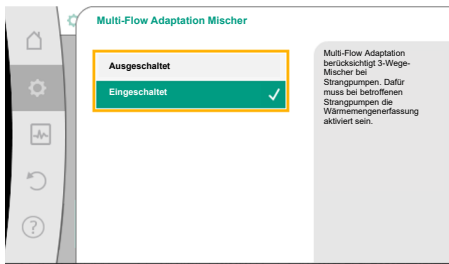 Multi-Flow Adaptation Mischer
Ausgeschaltet
Eingeschaltet
Multi-Flow Adaptation
berücksichtigt 3-Wege-
Mischer bei
Strangpumpen. Dafür
muss bei betroffenen
Strangpumpen die
Wärmemengenerfassung
aktiviert sein.
?